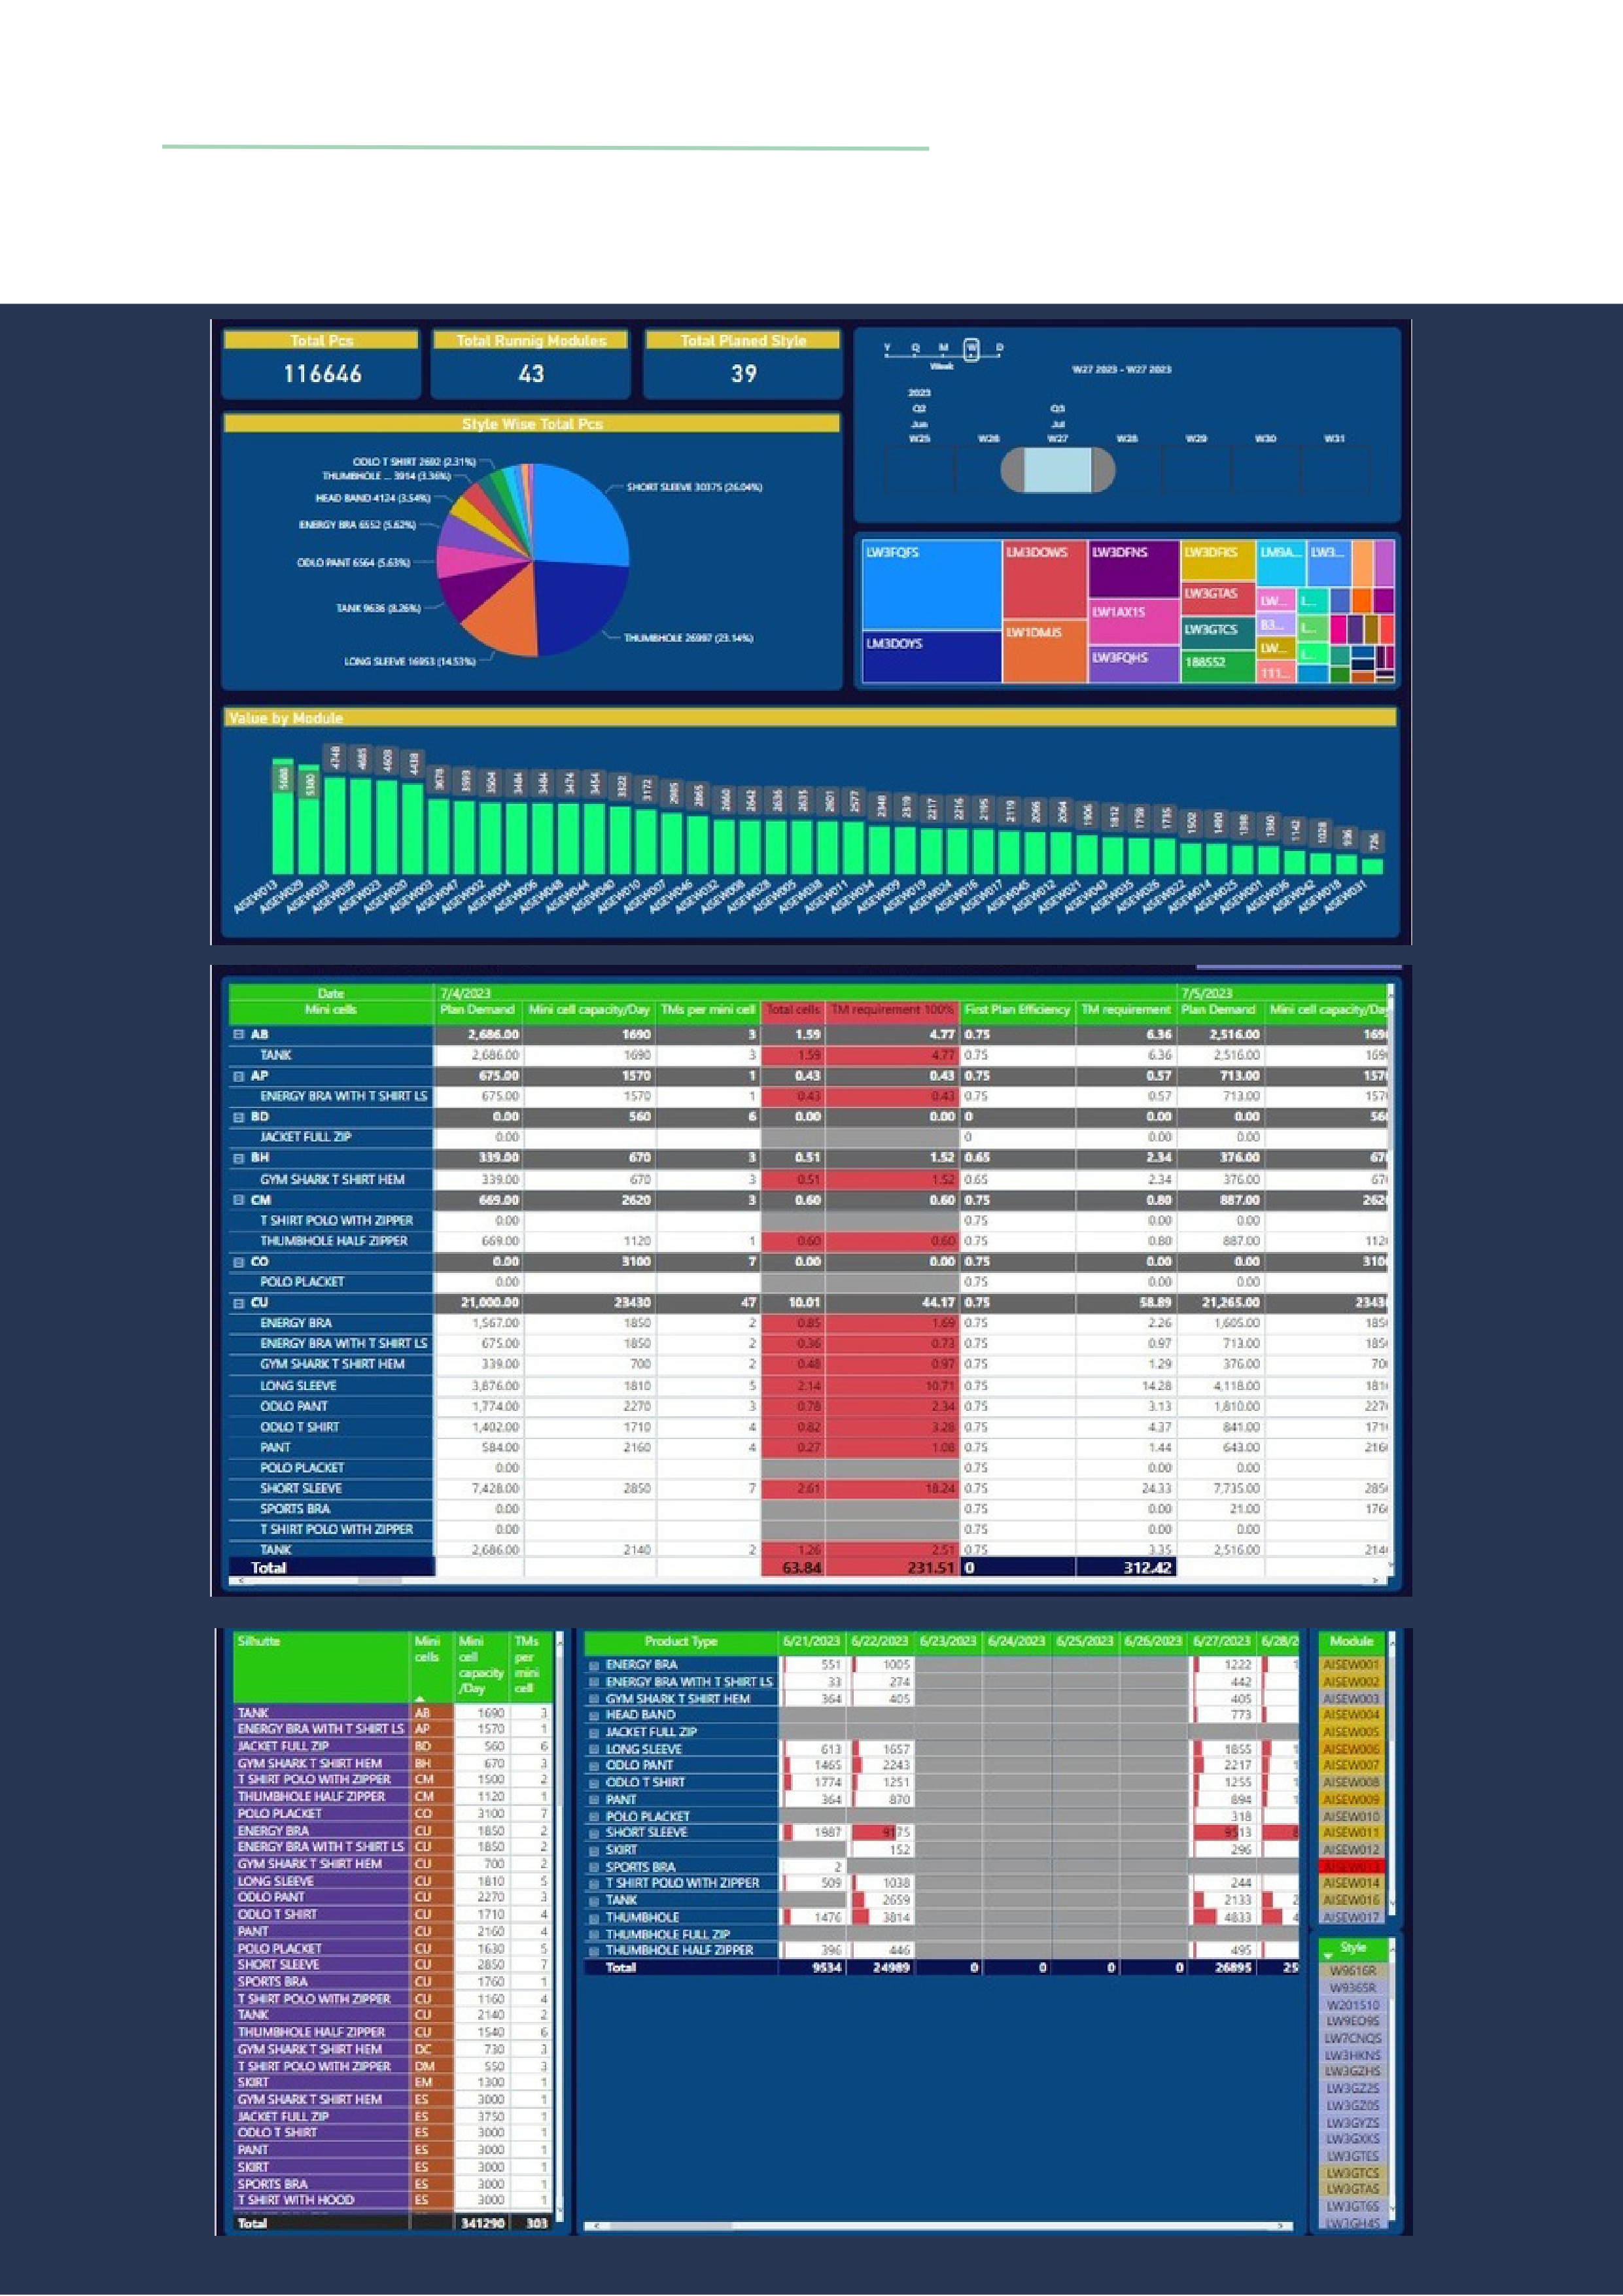 Total Pcs
116646
Total Runnig Modules
43
Total Planed Style
39
Y Q M W D
Week
W27 2023 - W27 2023
2023
Q2 Q3
Jun Jul
W25 W26 W27 W28 W29 W30 W31
Style Wise Total Pcs
ODLO T SHIRT 2692 (2.31%)
THUMBHOLE ... 3914 (3.36%)
HEAD BAND 4124 (3.54%)
ENERGY BRA 6552 (5.62%)
ODLO PANT 6564 (5.63%)
TANK 9636 (8.26%)
LONG SLEEVE 16953 (14.53%)
SHORT SLEEVE 30375 (26.04%)
THUMBHOLE 26997 (23.14%)
LW3FQFS LM3DOWS LW3DFNS LW3DFKS LM9A... LW3...
LW3GTAS LW... L...
LW1AX1S
LM3DOYS LW1DMJS LW3GTCS B3... L...
LW3FQHS 188552 LW... L...
111...
Value by Module
5688 5380 4748 4685 4609 4438 3678 3593 3504 3484 3484 3474 3454 3322 3172 2985 2865 2660 2642 2636 2635 2601 2577 2348 2319 2217 2216 2195 2119 2066 2064 1906 1812 1759 1735 1502 1490 1398 1380 1142 1028 936 726
AISEW013 AISEW029 AISEW033 AISEW039 AISEW023 AISEW020 AISEW003 AISEW047 AISEW002 AISEW004 AISEW006 AISEW048 AISEW044 AISEW040 AISEW010 AISEW007 AISEW046 AISEW032 AISEW008 AISEW028 AISEW005 AISEW038 AISEW011 AISEW034 AISEW009 AISEW019 AISEW024 AISEW016 AISEW017 AISEW045 AISEW012 AISEW021 AISEW043 AISEW035 AISEW026 AISEW022 AISEW014 AISEW025 AISEW001 AISEW036 AISEW042 AISEW018 AISEW031
Date 7/4/2023 7/5/2023
Mini cells Plan Demand Mini cell capacity/Day TMs per mini cell Total cells TM requirement 100% First Plan Efficiency TM requirement Plan Demand Mini cell capacity/Day
AB 2,686.00 1690 3 1.59 4.77 0.75 6.36 2,516.00 169
TANK 2,686.00 1690 3 1.59 4.77 0.75 6.36 2,516.00 169
AP 675.00 1570 1 0.43 0.43 0.75 0.57 713.00 157
ENERGY BRA WITH T SHIRT LS 675.00 1570 1 0.43 0.43 0.75 0.57 713.00 157
BD 0.00 560 6 0.00 0.00 0 0.00 0.00 56
JACKET FULL ZIP 0.00 0 0.00 0.00
BH 339.00 670 3 0.51 1.52 0.65 2.34 376.00 67
GYM SHARK T SHIRT HEM 339.00 670 3 0.51 1.52 0.65 2.34 376.00 67
CM 669.00 2620 3 0.60 0.60 0.75 0.80 887.00 262
T SHIRT POLO WITH ZIPPER 0.00 0.75 0.00 0.00
THUMBHOLE HALF ZIPPER 669.00 1120 1 0.60 0.60 0.75 0.80 887.00 112
CO 0.00 3100 7 0.00 0.00 0.75 0.00 0.00 310
POLO PLACKET 0.00 0.75 0.00 0.00
CU 21,000.00 23430 47 10.01 44.17 0.75 58.89 21,265.00 2343
ENERGY BRA 1,567.00 1850 2 0.85 1.69 0.75 2.26 1,605.00 185
ENERGY BRA WITH T SHIRT LS 675.00 1850 2 0.36 0.73 0.75 0.97 713.00 185
GYM SHARK T SHIRT HEM 339.00 700 2 0.48 0.97 0.75 1.29 376.00 70
LONG SLEEVE 3,876.00 1810 5 2.14 10.71 0.75 14.28 4,118.00 181
ODLO PANT 1,774.00 2270 3 0.78 2.34 0.75 3.13 1,810.00 227
ODLO T SHIRT 1,402.00 1710 4 0.82 3.28 0.75 4.37 841.00 171
PANT 584.00 2160 4 0.27 1.08 0.75 1.44 643.00 216
POLO PLACKET 0.00 0.75 0.00 0.00
SHORT SLEEVE 7,428.00 2850 7 2.61 18.24 0.75 24.33 7,735.00 285
SPORTS BRA 0.00 0.75 0.00 21.00 176
T SHIRT POLO WITH ZIPPER 0.00 0.75 0.00 0.00
TANK 2,686.00 2140 2 1.26 2.51 0.75 3.35 2,516.00 214
Total 63.84 231.51 0 312.42
Silhutte Mini cells Mini cell capacity /Day TMs per mini cell
TANK AB 1690 3
ENERGY BRA WITH T SHIRT LS AP 1570 1
JACKET FULL ZIP BD 560 6
GYM SHARK T SHIRT HEM BH 670 3
T SHIRT POLO WITH ZIPPER CM 1500 2
THUMBHOLE HALF ZIPPER CM 1120 1
POLO PLACKET CO 3100 7
ENERGY BRA CU 1850 2
ENERGY BRA WITH T SHIRT LS CU 1850 2
GYM SHARK T SHIRT HEM CU 700 2
LONG SLEEVE CU 1810 5
ODLO PANT CU 2270 3
ODLO T SHIRT CU 1710 4
PANT CU 2160 4
POLO PLACKET CU 1630 5
SHORT SLEEVE CU 2850 7
SPORTS BRA CU 1760 1
T SHIRT POLO WITH ZIPPER CU 1160 4
TANK CU 2140 2
THUMBHOLE HALF ZIPPER CU 1540 6
GYM SHARK T SHIRT HEM DC 730 3
T SHIRT POLO WITH ZIPPER DM 550 3
SKIRT EM 1300 1
GYM SHARK T SHIRT HEM ES 3000 1
JACKET FULL ZIP ES 3750 1
ODLO T SHIRT ES 3000 1
PANT ES 3000 1
SKIRT ES 3000 1
SPORTS BRA ES 3000 1
T SHIRT WITH HOOD ES 3000 1
Total 341290 303
Product Type 6/21/2023 6/22/2023 6/23/2023 6/24/2023 6/25/2023 6/26/2023 6/27/2023 6/28/2
ENERGY BRA 551 1005 1222 1
ENERGY BRA WITH T SHIRT LS 33 274 442
GYM SHARK T SHIRT HEM 364 405 405
HEAD BAND 773
JACKET FULL ZIP
LONG SLEEVE 613 1657 1855 1
ODLO PANT 1465 2243 2217 1
ODLO T SHIRT 1774 1251 1255 1
PANT 364 870 894 1
POLO PLACKET 318
SHORT SLEEVE 1987 9175 9513 8
SKIRT 152 296
SPORTS BRA 2
T SHIRT POLO WITH ZIPPER 509 1038 244
TANK 2659 2133 2
THUMBHOLE 1476 3814 4833 4
THUMBHOLE FULL ZIP
THUMBHOLE HALF ZIPPER 396 446 495
Total 9534 24989 0 0 0 0 26895 25
Module
AISEW001
AISEW002
AISEW003
AISEW004
AISEW005
AISEW006
AISEW007
AISEW008
AISEW009
AISEW010
AISEW011
AISEW012
AISEW013
AISEW014
AISEW016
AISEW017
Style
W9616R
W9365R
W201510
LW9EO9S
LW7CNQS
LW3HKNS
LW3GZHS
LW3GZ2S
LW3GZ0S
LW3GYZS
LW3GXKS
LW3GTES
LW3GTCS
LW3GTAS
LW3GT6S
LW3GH4S